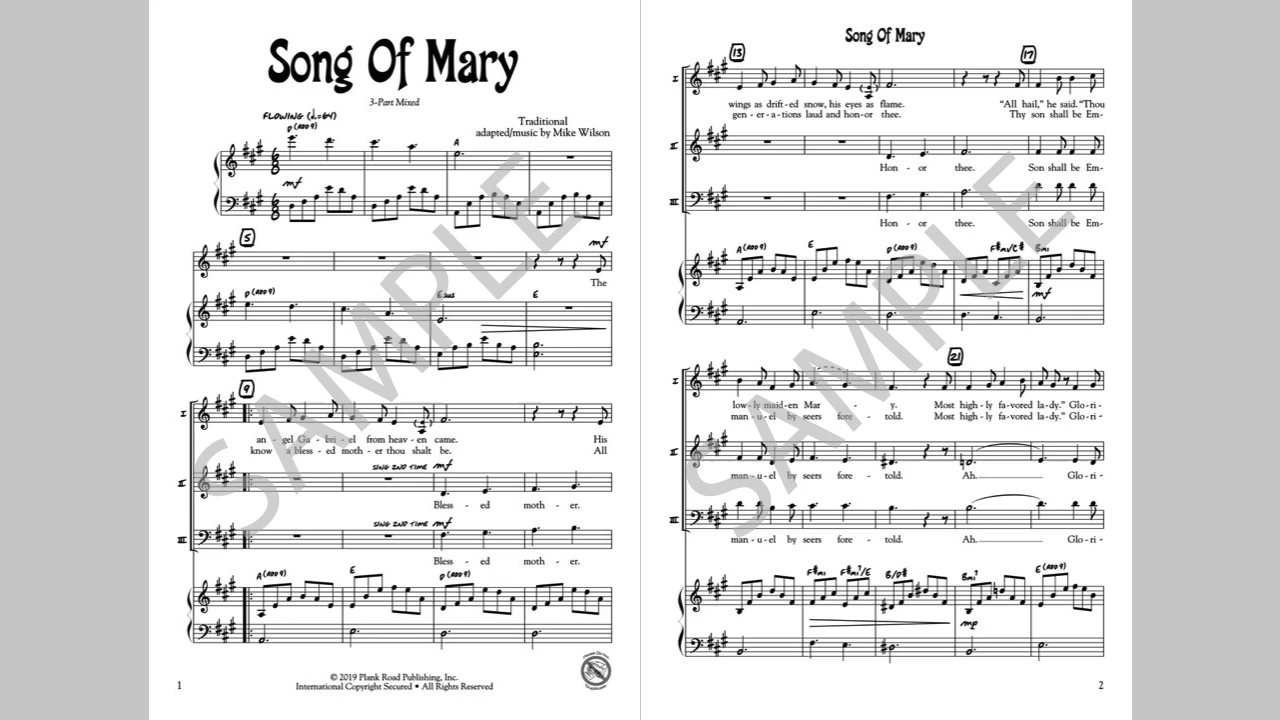 Song Of Mary
3-Part Mixed
FLOWING (♩.=64)
Traditional
adapted/music by Mike Wilson
D(ADD9)
A
mf
5
mf
The
D(ADD9)
Esus
E
9
I
an - gel Ga - bri - el from heav - en came. His
know a bless - ed moth - er thou shalt be. All
SING 2ND TIME mf
II
Bless - ed moth - er.
SING 2ND TIME mf
III
Bless - ed moth - er.
A(ADD9) E D(ADD9)
© 2019 Plank Road Publishing, Inc.
International Copyright Secured • All Rights Reserved
1
SAMPLE
Song Of Mary
13 17
I
wings as drift - ed snow, his eyes as flame. "All hail," he said. "Thou
gen - er - a - tions laud and hon - or thee. Thy son shall be Em-
II
Hon - or thee. Son shall be Em-
III
Hon - or thee. Son shall be Em-
A(ADD9) E D(ADD9) F#mi/C# Bmi
mf
21
I
low - ly maid - en Mar - y. Most high - ly fa - vored la - dy." Glo - ri -
man - u - el by seers fore - told. Most high - ly fa - vored la - dy." Glo - ri -
II
man - u - el by seers fore - told. Ah. Glo - ri -
III
man - u - el by seers fore - told. Ah. Glo - ri -
F#mi F#mi7/E B/D# Bmi7 E(ADD9)
mp
2
SAMPLE